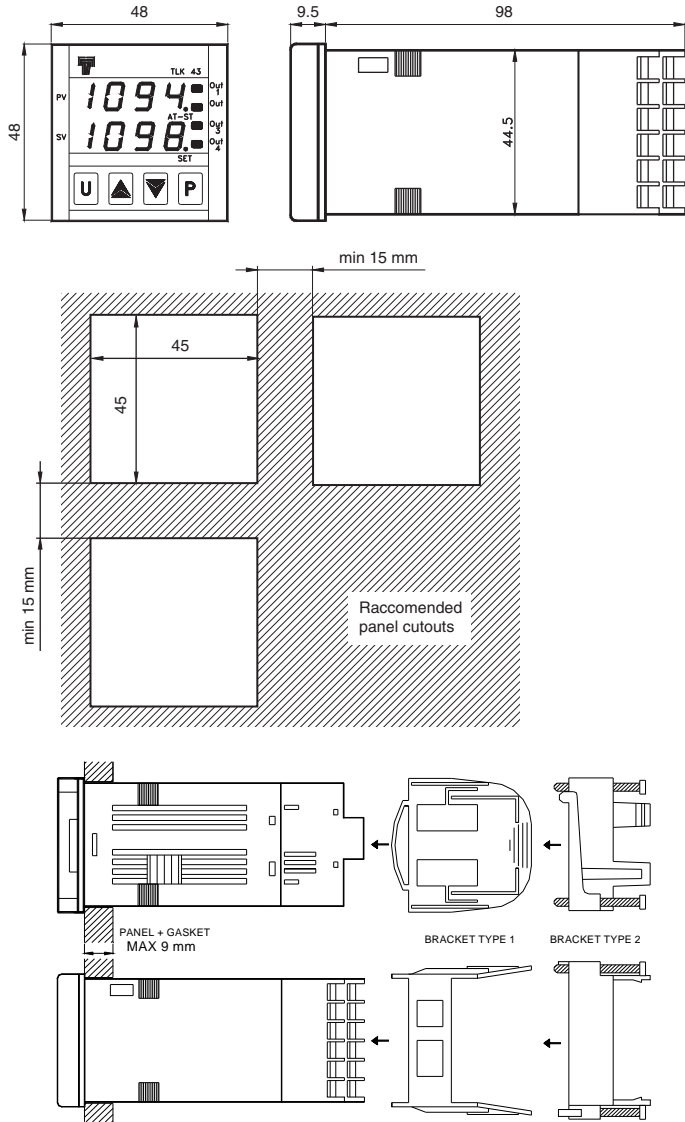 48
9.5
98
48
TLK 43
PV
1094.
Out
1
Out
AT-ST
SV
1098.
Out
3
Out
4
SET
U
P
44.5
min 15 mm
45
45
min 15 mm
Raccomended
panel cutouts
PANEL + GASKET
MAX 9 mm
BRACKET TYPE 1
BRACKET TYPE 2